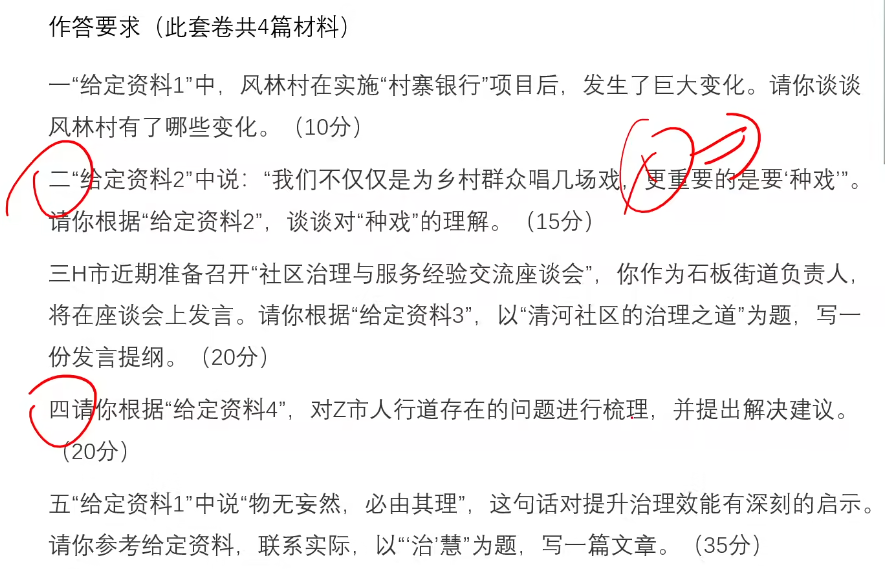 作答要求（此套卷共4篇材料）
一“给定资料1”中，风林村在实施“村寨银行”项目后，发生了巨大变化。请你谈谈
风林村有了哪些变化。（10分）
二“给定资料2”中说：“我们不仅仅是为乡村群众唱几场戏，更重要的是要‘种戏’”。
请你根据“给定资料2”，谈谈对“种戏”的理解。（15分）
三H市近期准备召开“社区治理与服务经验交流座谈会”，你作为石板街道负责人，
将在座谈会上发言。请你根据“给定资料3”，以“清河社区的治理之道”为题，写一
份发言提纲。（20分）
四请你根据“给定资料4”，对Z市人行道存在的问题进行梳理，并提出解决建议。
（20分）
五“给定资料1”中说“物无妄然，必由其理”，这句话对提升治理效能有深刻的启示。
请你参考给定资料，联系实际，以“‘治’慧”为题，写一篇文章。（35分）